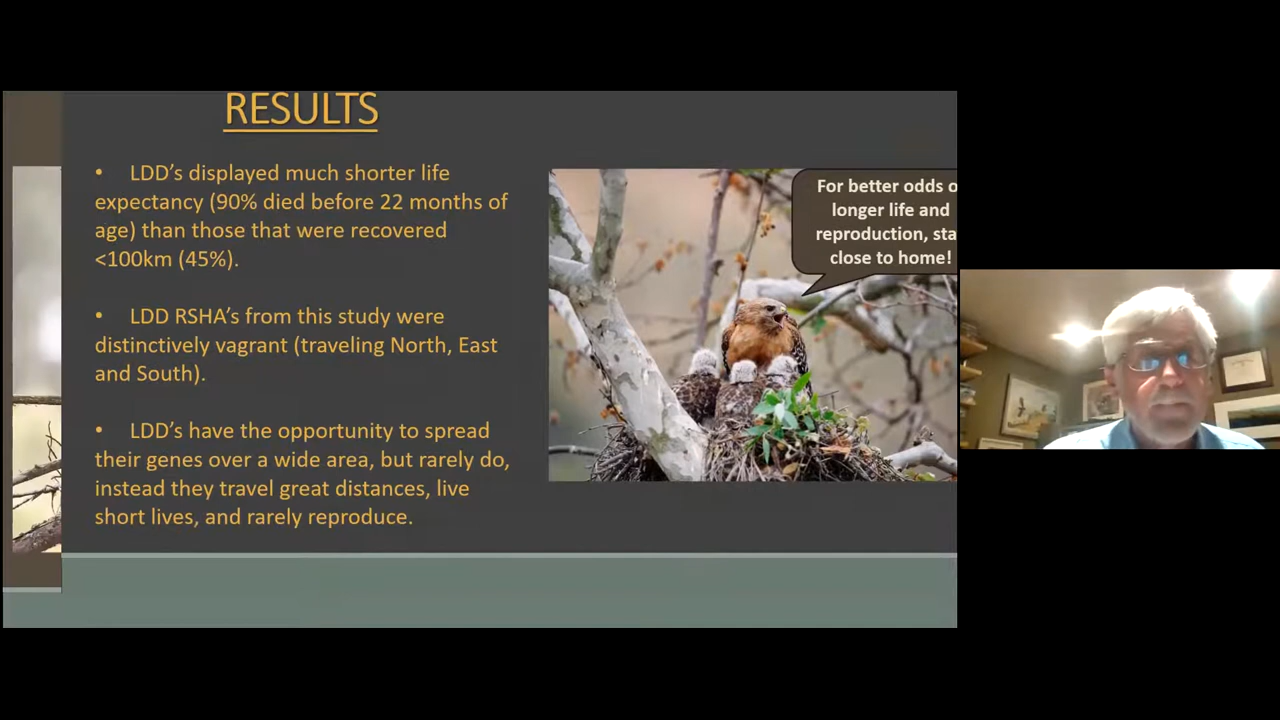 RESULTS
• LDD's displayed much shorter life
expectancy (90% died before 22 months of
age) than those that were recovered
<100km (45%).
• LDD RSHA's from this study were
distinctively vagrant (traveling North, East
and South).
• LDD's have the opportunity to spread
their genes over a wide area, but rarely do,
instead they travel great distances, live
short lives, and rarely reproduce.
For better odds o
longer life and
reproduction, sta
close to home!